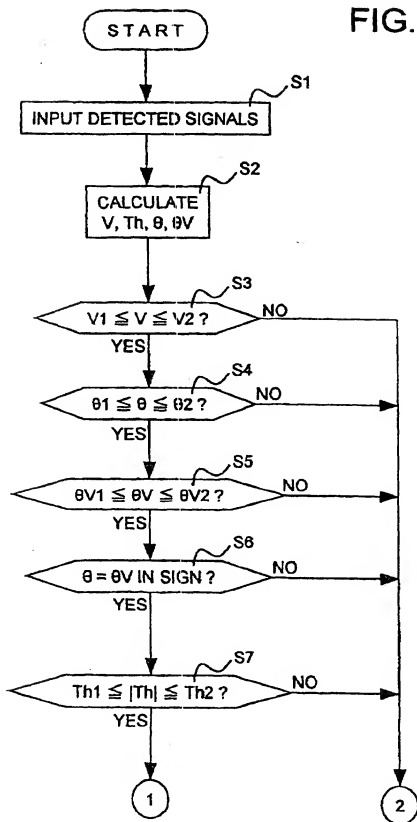 START
FIG.
S1
INPUT DETECTED SIGNALS
S2
CALCULATE
V, Th, θ, θV
S3
V1 ≦ V ≦ V2 ?
NO
YES
S4
θ1 ≦ θ ≦ θ2 ?
NO
YES
S5
θV1 ≦ θV ≦ θV2 ?
NO
YES
S6
θ = θV IN SIGN ?
NO
YES
S7
Th1 ≦ |Th| ≦ Th2 ?
NO
YES
1
2